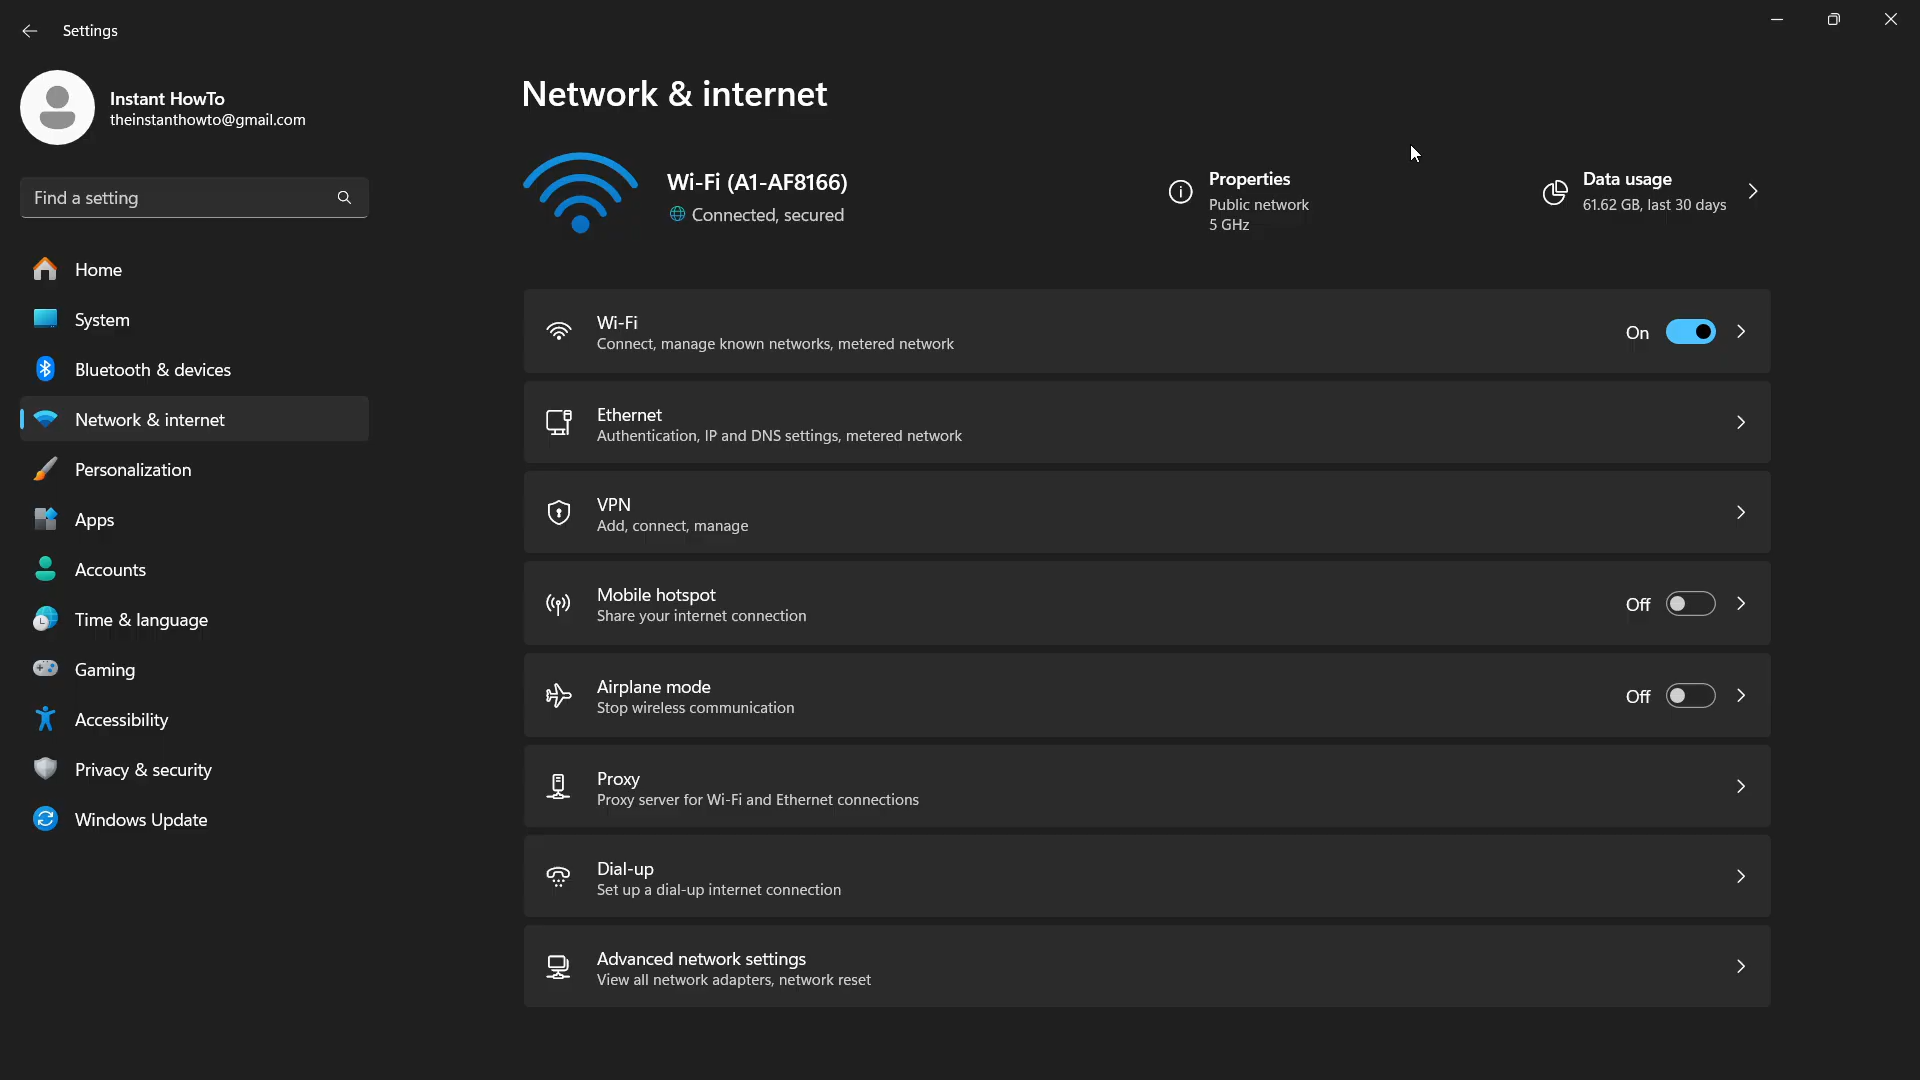 Settings
Instant HowTo
theinstanthowto@gmail.com
Find a setting
Home
System
Bluetooth & devices
Network & internet
Personalization
Apps
Accounts
Time & language
Gaming
Accessibility
Privacy & security
Windows Update
Network & internet
Wi-Fi (A1-AF8166)
Connected, secured
Properties
Public network
5 GHz
Data usage
61.62 GB, last 30 days
Wi-Fi
Connect, manage known networks, metered network
On
Ethernet
Authentication, IP and DNS settings, metered network
VPN
Add, connect, manage
Mobile hotspot
Share your internet connection
Off
Airplane mode
Stop wireless communication
Off
Proxy
Proxy server for Wi-Fi and Ethernet connections
Dial-up
Set up a dial-up internet connection
Advanced network settings
View all network adapters, network reset